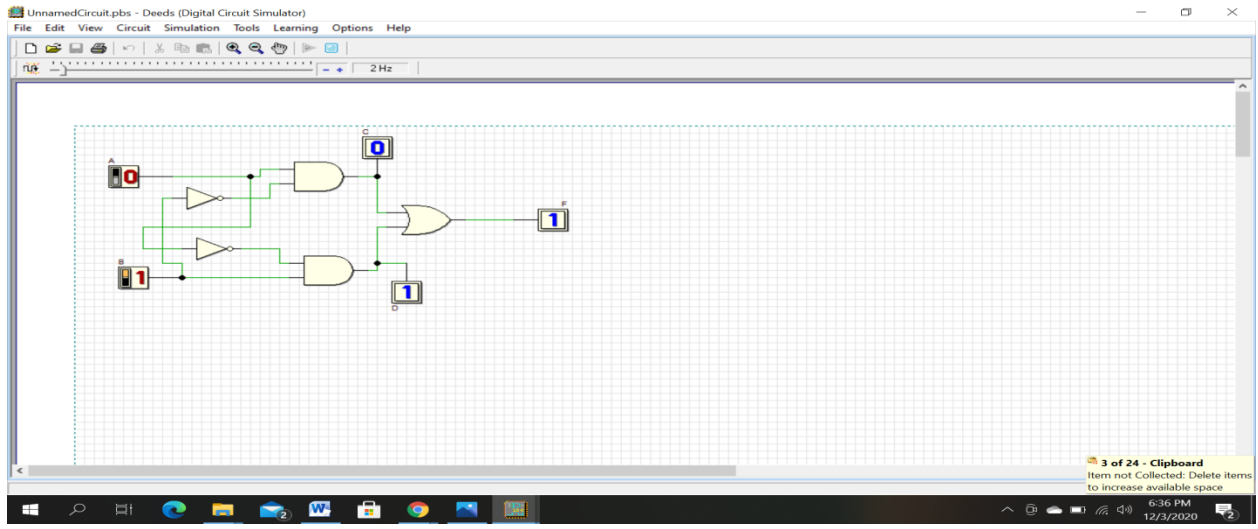 UnnamedCircuit.pbs - Deeds (Digital Circuit Simulator)
File Edit View Circuit Simulation Tools Learning Options Help
- + 2 Hz
C
0
A
0
F
1
B
1
1
D
3 of 24 - Clipboard
Item not Collected: Delete items
to increase available space
W
2
6:36 PM
12/3/2020
2